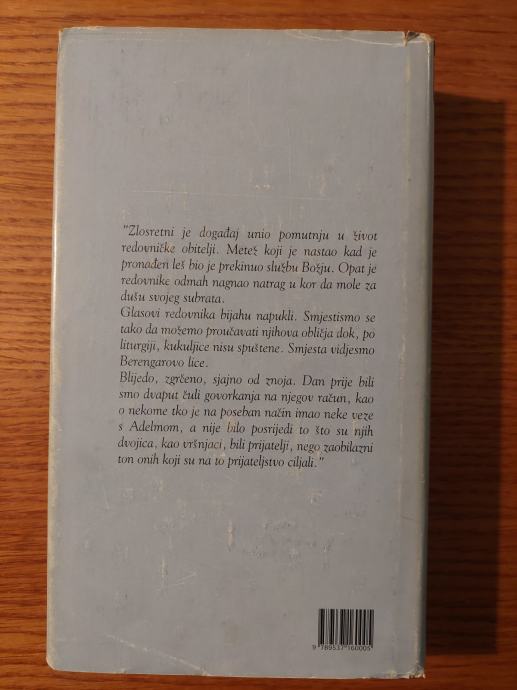 "Zlosretni je događaj unio pomutnju u život
redovničke obitelji. Metež koji je nastao kad je
pronađen leš bio je prekinuo službu Božju. Opat je
redovnike odmah nagnao natrag u kor da mole za
dušu svojeg subrata.
Glasovi redovnika bijahu napukli. Smjestismo se
tako da možemo proučavati njihova obličja dok, po
liturgiji, kukuljice nisu spuštene. Smjesta vidjesmo
Berengarovo lice.
Blijedo, zgrčeno, sjajno od znoja. Dan prije bili
smo dvaput čuli govorkanja na njegov račun, kao
o nekome tko je na poseban način imao neke veze
s Adelmom, a nije bilo posrijedi to što su njih
dvojica, kao vršnjaci, bili prijatelji, nego zaobilazni
ton onih koji su na to prijateljstvo ciljali."
9 789537 160005